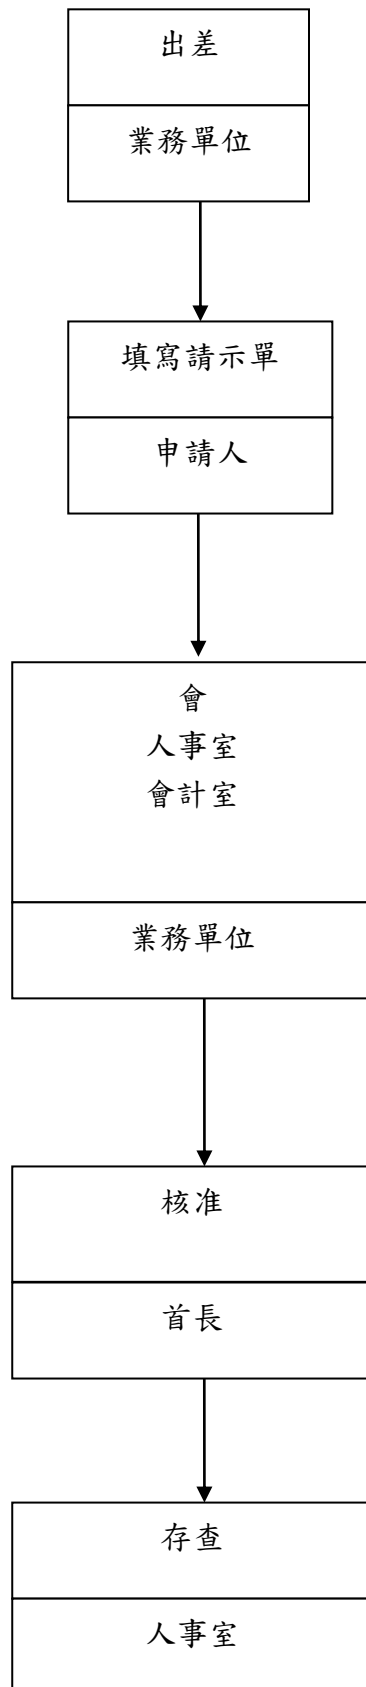 出差
業務單位
填寫請示單
申請人
會
人事室
會計室
業務單位
核准
首長
存查
人事室